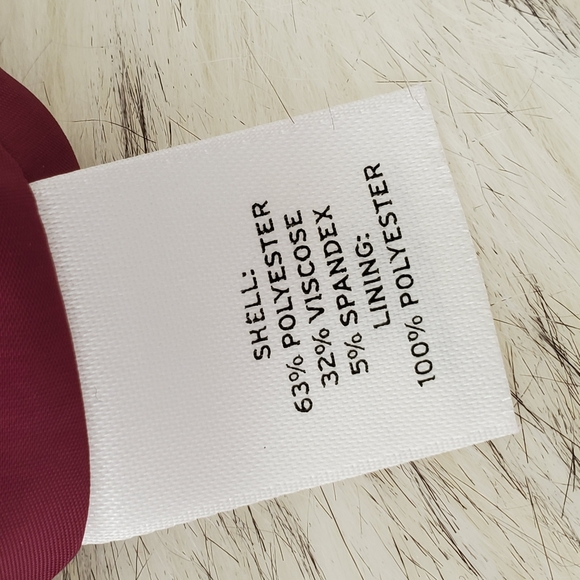 SHELL:
63% POLYESTER
32% VISCOSE
5% SPANDEX
LINING:
100% POLYESTER